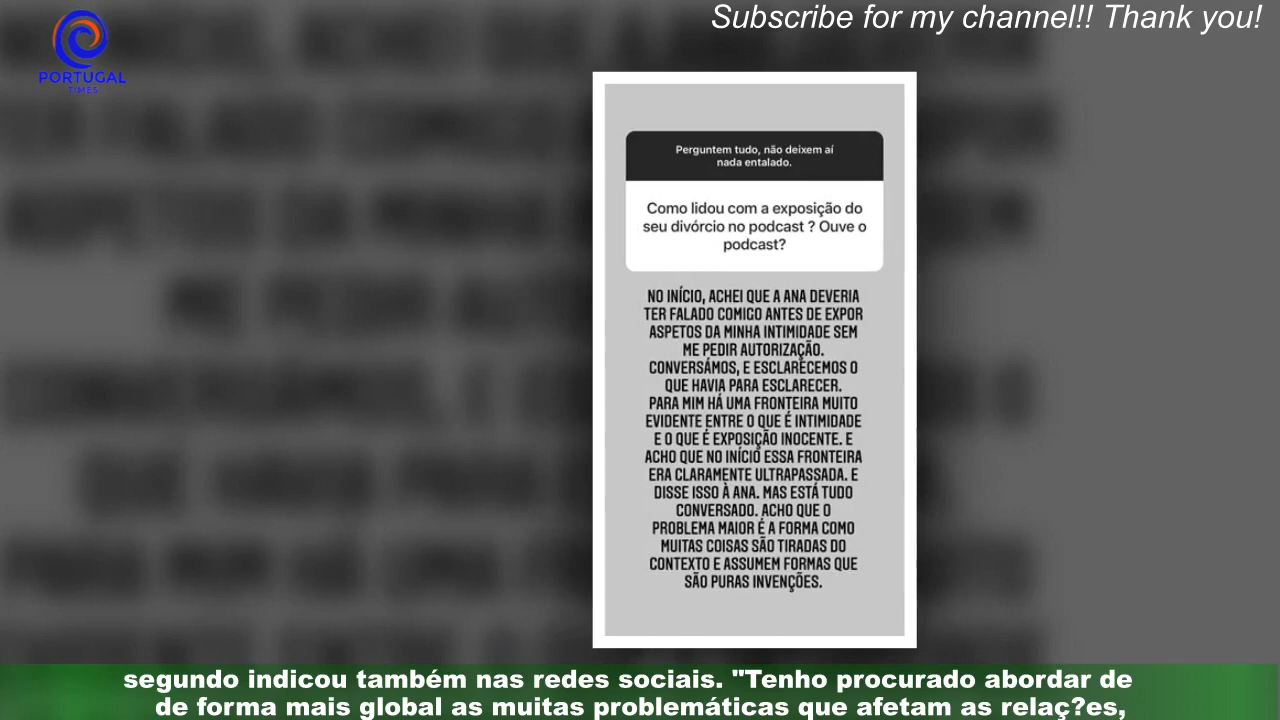 Subscribe for my channel!! Thank you!
PORTUGAL
TIMES
Perguntem tudo, não deixem aí
nada entalado.
Como lidou com a exposição do
seu divórcio no podcast ? Ouve o
podcast?
NO INÍCIO, ACHEI QUE A ANA DEVERIA
TER FALADO COMIGO ANTES DE EXPOR
ASPETOS DA MINHA INTIMIDADE SEM
ME PEDIR AUTORIZAÇÃO.
CONVERSÁMOS, E ESCLARECEMOS O
QUE HAVIA PARA ESCLARECER.
PARA MIM HÁ UMA FRONTEIRA MUITO
EVIDENTE ENTRE O QUE É INTIMIDADE
E O QUE É EXPOSIÇÃO INOCENTE. E
ACHO QUE NO INÍCIO ESSA FRONTEIRA
ERA CLARAMENTE ULTRAPASSADA. E
DISSE ISSO À ANA. MAS ESTÁ TUDO
CONVERSADO. ACHO QUE O
PROBLEMA MAIOR É A FORMA COMO
MUITAS COISAS SÃO TIRADAS DO
CONTEXTO E ASSUMEM FORMAS QUE
SÃO PURAS INVENÇÕES.
segundo indicou também nas redes sociais. "Tenho procurado abordar de
de forma mais global as muitas problemáticas que afetam as relaç?es,